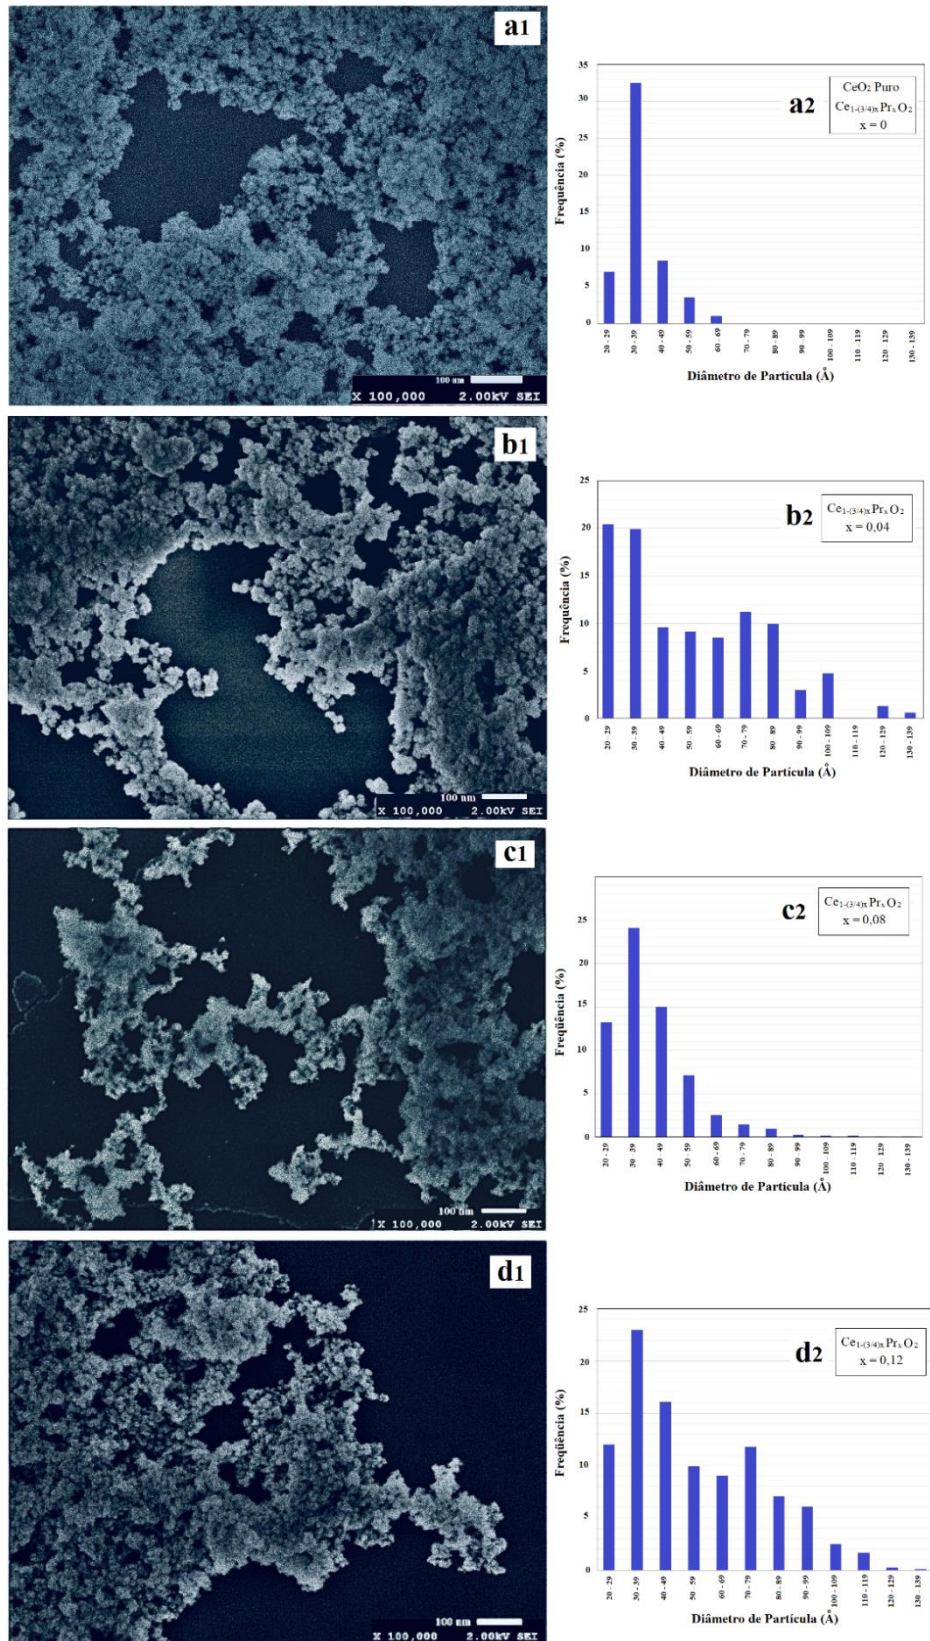 a1
100 nm
X 100,000 2.00kV SEI
35
30
25
20
15
10
5
0
Frequência (%)
a2
CeO2 Puro
Ce1-(3/4)xPrxO2
x = 0
20 - 29
30 - 39
40 - 49
50 - 59
60 - 69
70 - 79
80 - 89
90 - 99
100 - 109
110 - 119
120 - 129
130 - 139
Diâmetro de Partícula (Å)
b1
100 nm
X 100,000 2.00kV SEI
25
20
15
10
5
0
Frequência (%)
b2
Ce1-(3/4)xPrxO2
x = 0,04
20 - 29
30 - 39
40 - 49
50 - 59
60 - 69
70 - 79
80 - 89
90 - 99
100 - 109
110 - 119
120 - 129
130 - 139
Diâmetro de Partícula (Å)
c1
100 nm
X 100,000 2.00kV SEI
25
20
15
10
5
0
Freqüência (%)
c2
Ce1-(3/4)xPrxO2
x = 0,08
20 - 29
30 - 39
40 - 49
50 - 59
60 - 69
70 - 79
80 - 89
90 - 99
100 - 109
110 - 119
120 - 129
130 - 139
Diâmetro de Partícula (Å)
d1
100 nm
X 100,000 2.00kV SEI
25
20
15
10
5
0
Freqüência (%)
d2
Ce1-(3/4)xPrxO2
x = 0,12
20 - 29
30 - 39
40 - 49
50 - 59
60 - 69
70 - 79
80 - 89
90 - 99
100 - 109
110 - 119
120 - 129
130 - 139
Diâmetro de Partícula (Å)